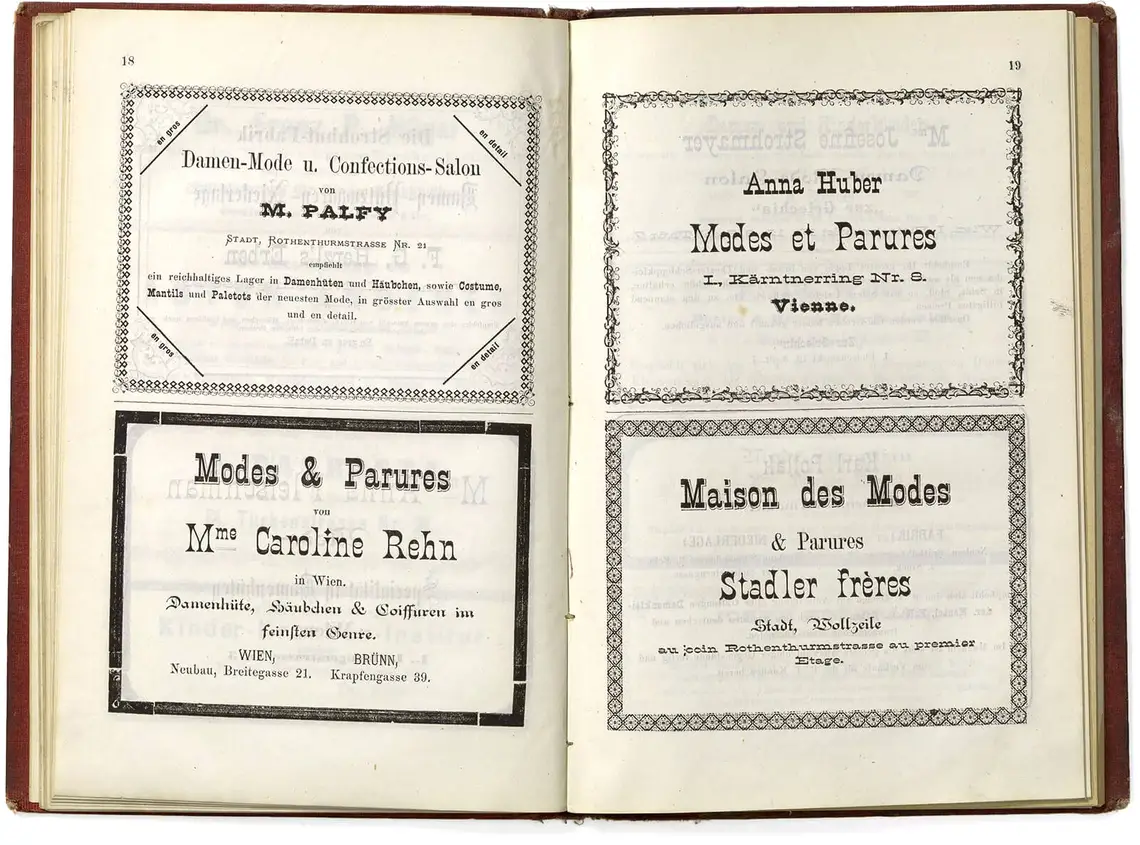 18
en gros
en detail
Damen-Mode u. Confections-Salon
von
M. PALFY
STADT, ROTHENTHURMSTRASSE NR. 21
empfiehlt
ein reichhaltiges Lager in Damenhüten und Häubchen, sowie Costume,
Mantils und Paletots der neuesten Mode, in grösster Auswahl en gros
und en detail.
en gros
en detail
Modes & Parures
von
Mme Caroline Rehn
in Wien.
Damenhüte, Häubchen & Coiffuren im
feinsten Genre.
WIEN, BRÜNN,
Neubau, Breitegasse 21. Krapfengasse 39.
19
Anna Huber
Modes et Parures
I., Kärntnerring Nr. 8.
Vienne.
Maison des Modes
& Parures
Stadler frères
Stadt, Wollzeile
au coin Rothenthurmstrasse au premier
Etage.